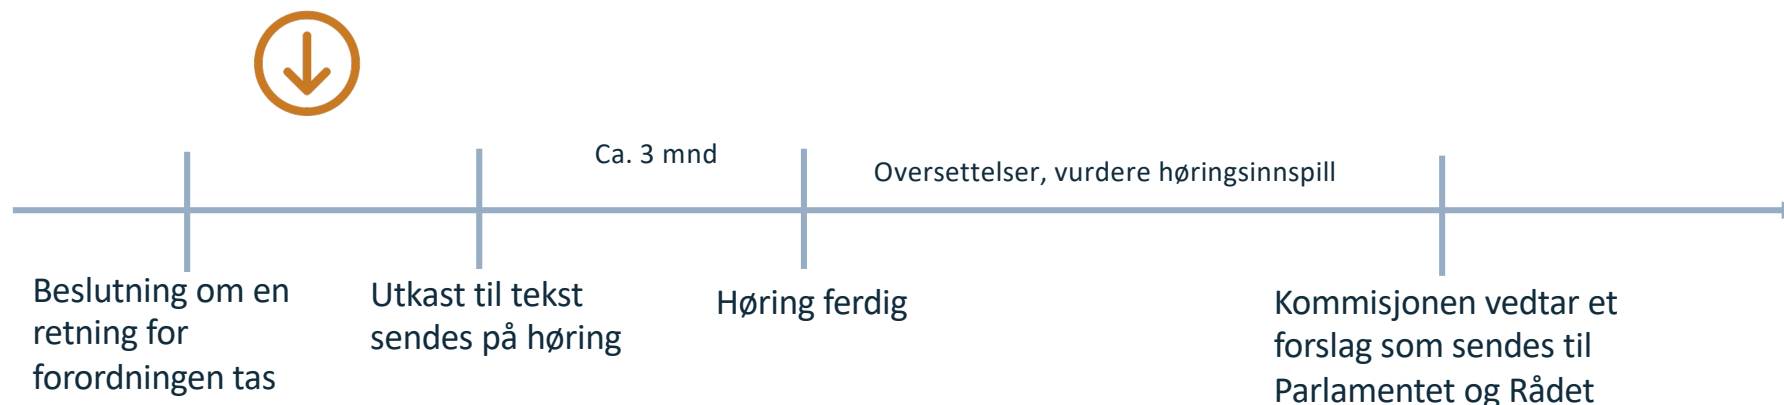 Ca. 3 mnd
Oversettelser, vurdere høringsinnspill
Beslutning om en
retning for
forordningen tas
Utkast til tekst
sendes på høring
Høring ferdig
Kommisjonen vedtar et
forslag som sendes til
Parlamentet og Rådet